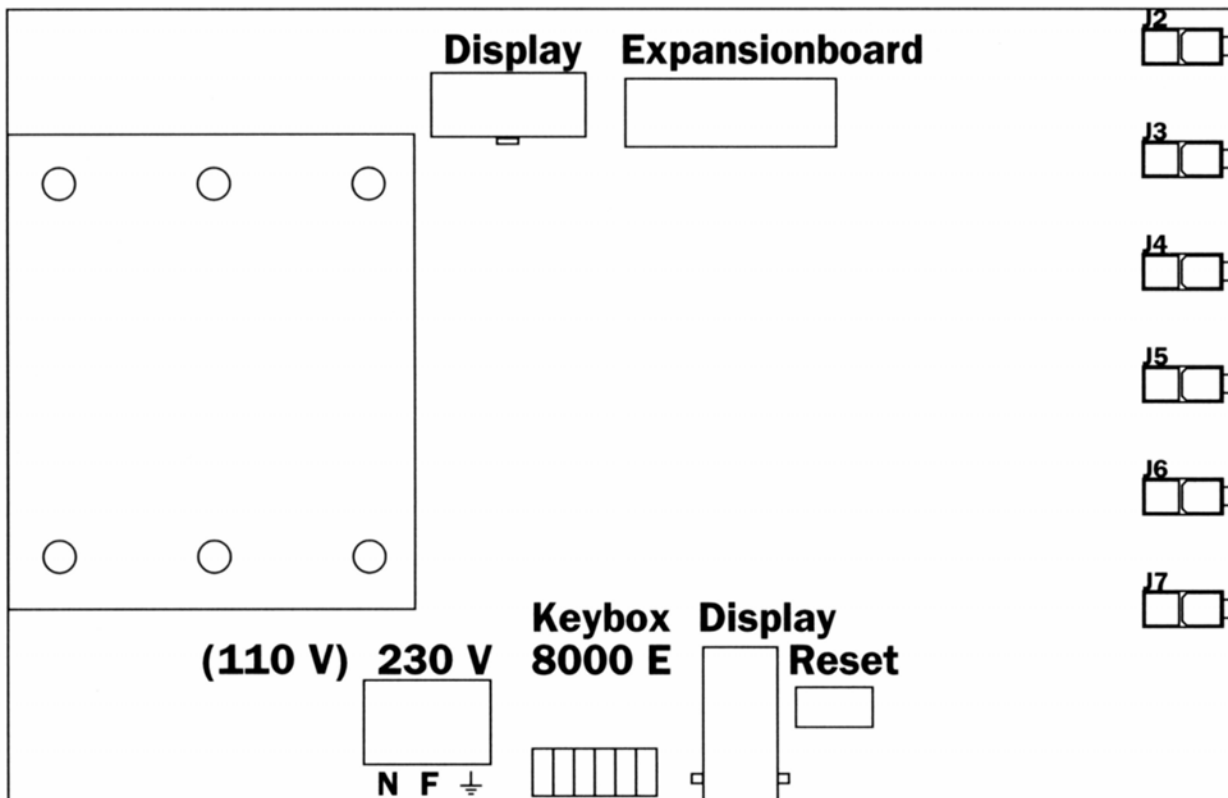 J2
Display Expansionboard
J3
J4
J5
J6
J7
Keybox Display
(110 V) 230 V 8000 E Reset
N F ⏚